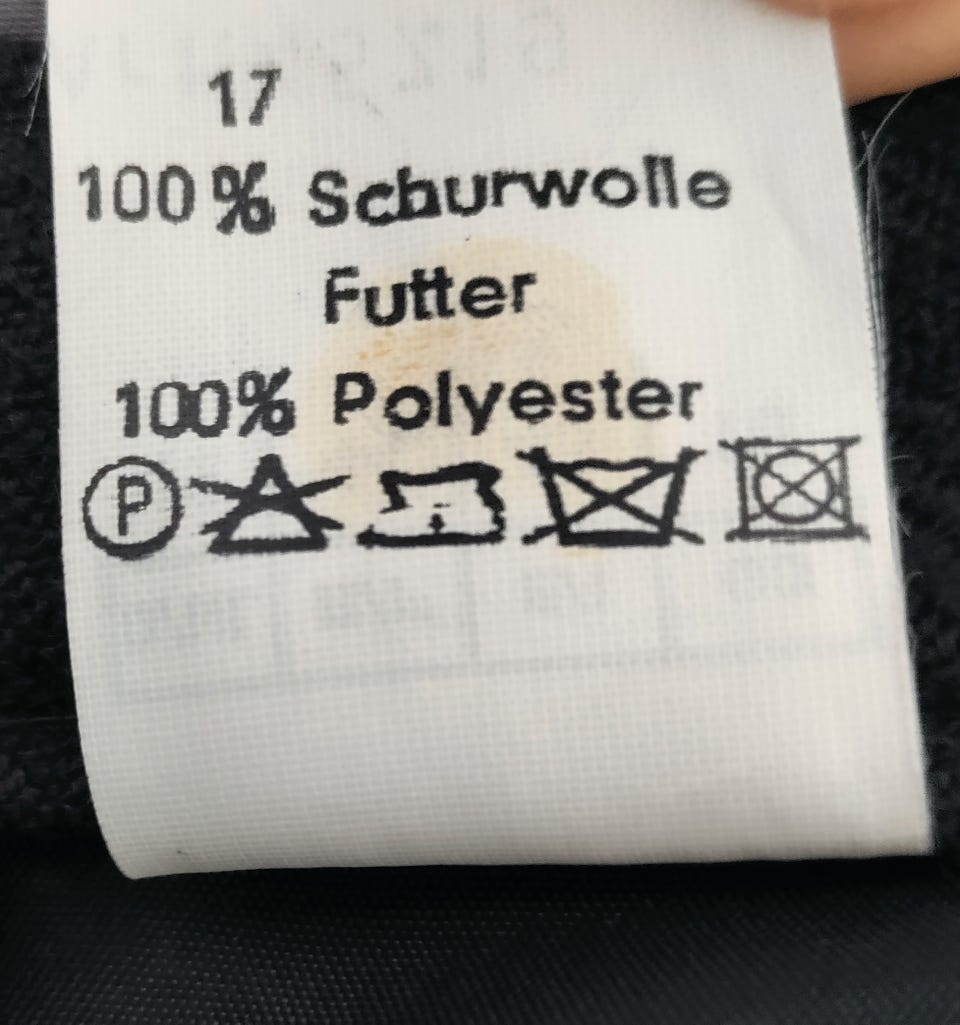 17
100% Schurwolle
Futter
100% Polyester
P